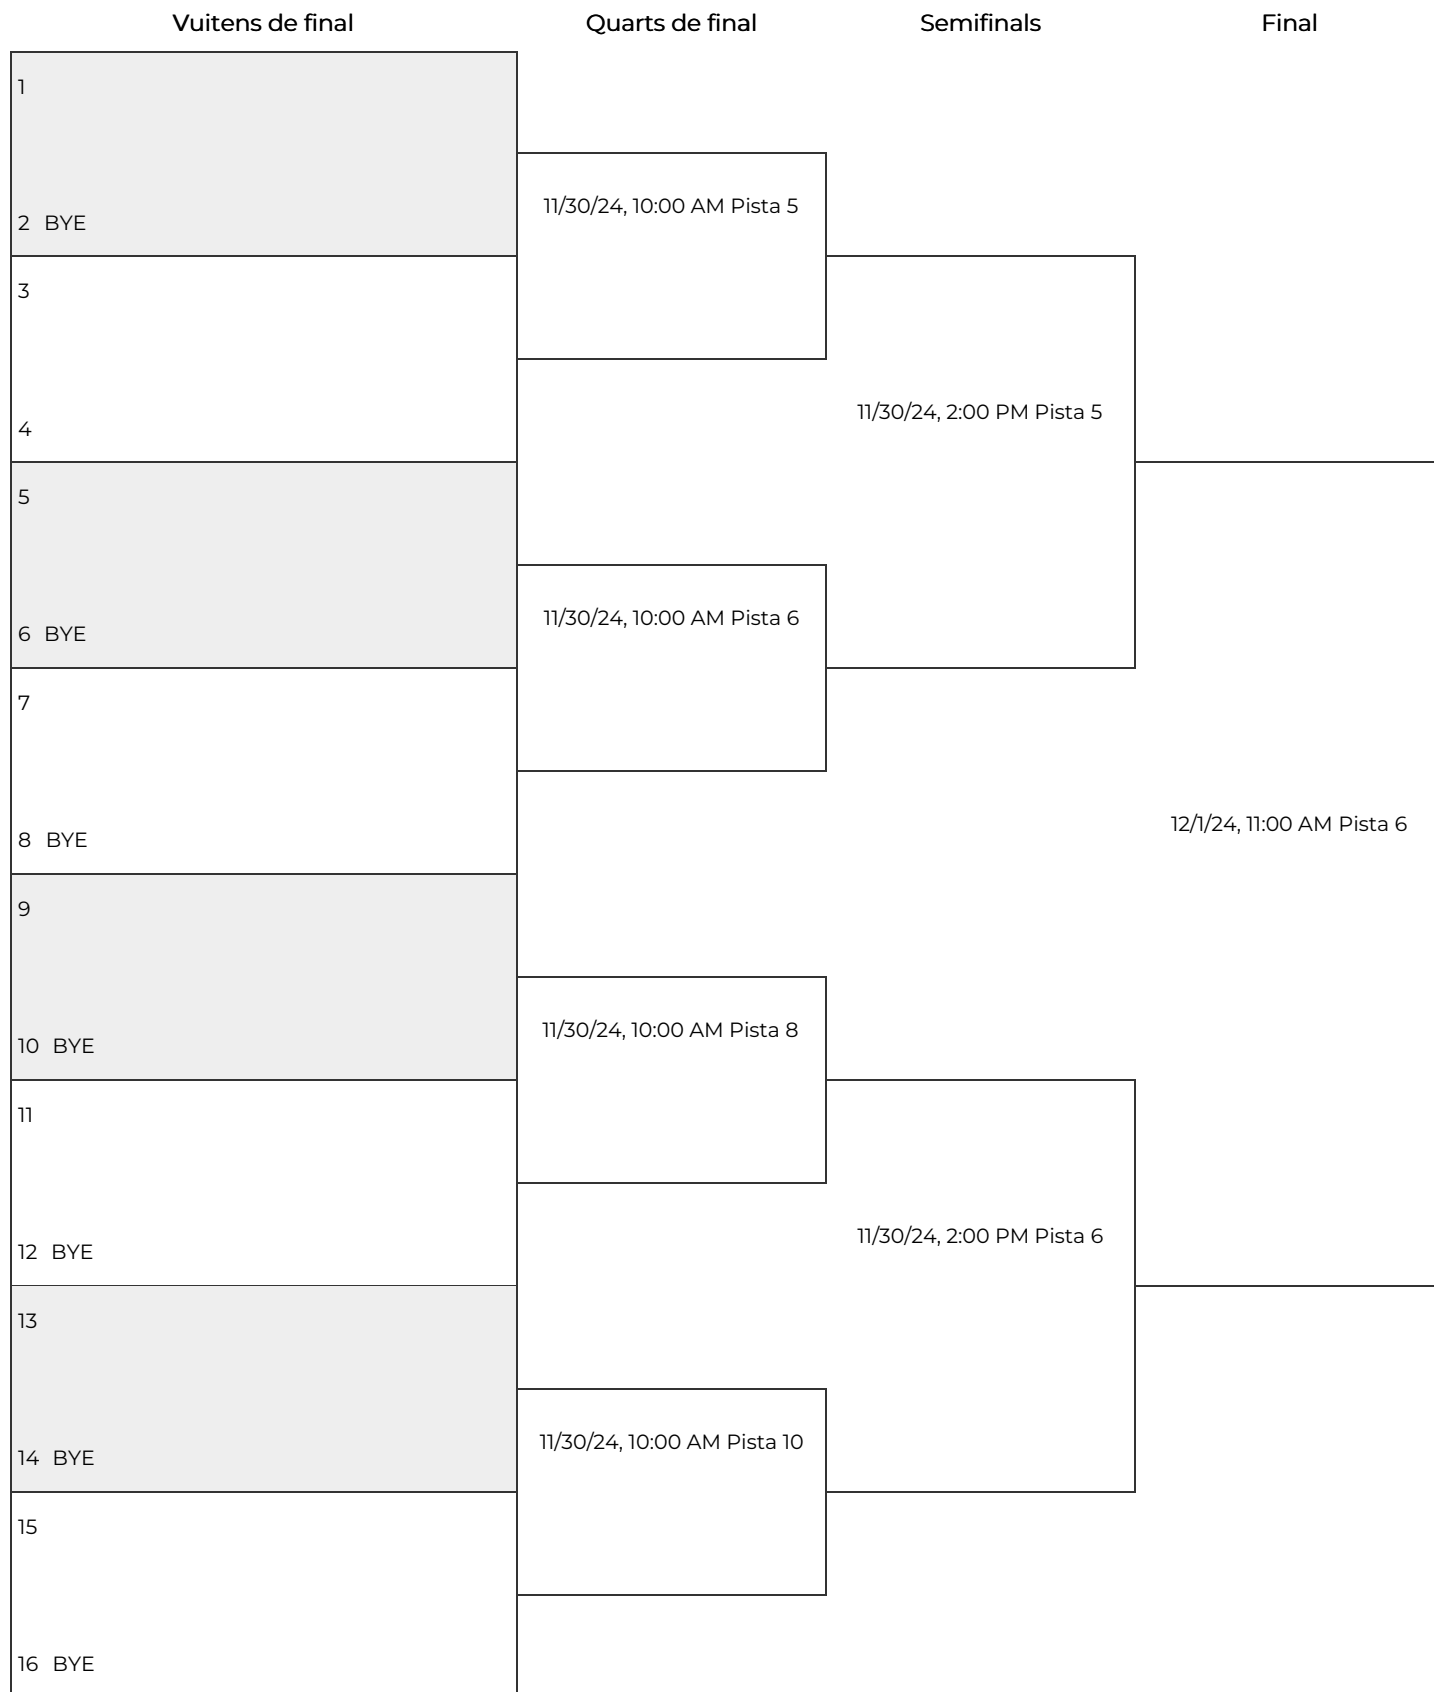 Vuitens de final
Quarts de final
Semifinals
Final
1
2 BYE
3
4
5
6 BYE
7
8 BYE
9
10 BYE
11
12 BYE
13
14 BYE
15
16 BYE
11/30/24, 10:00 AM Pista 5
11/30/24, 10:00 AM Pista 6
11/30/24, 10:00 AM Pista 8
11/30/24, 10:00 AM Pista 10
11/30/24, 2:00 PM Pista 5
11/30/24, 2:00 PM Pista 6
12/1/24, 11:00 AM Pista 6